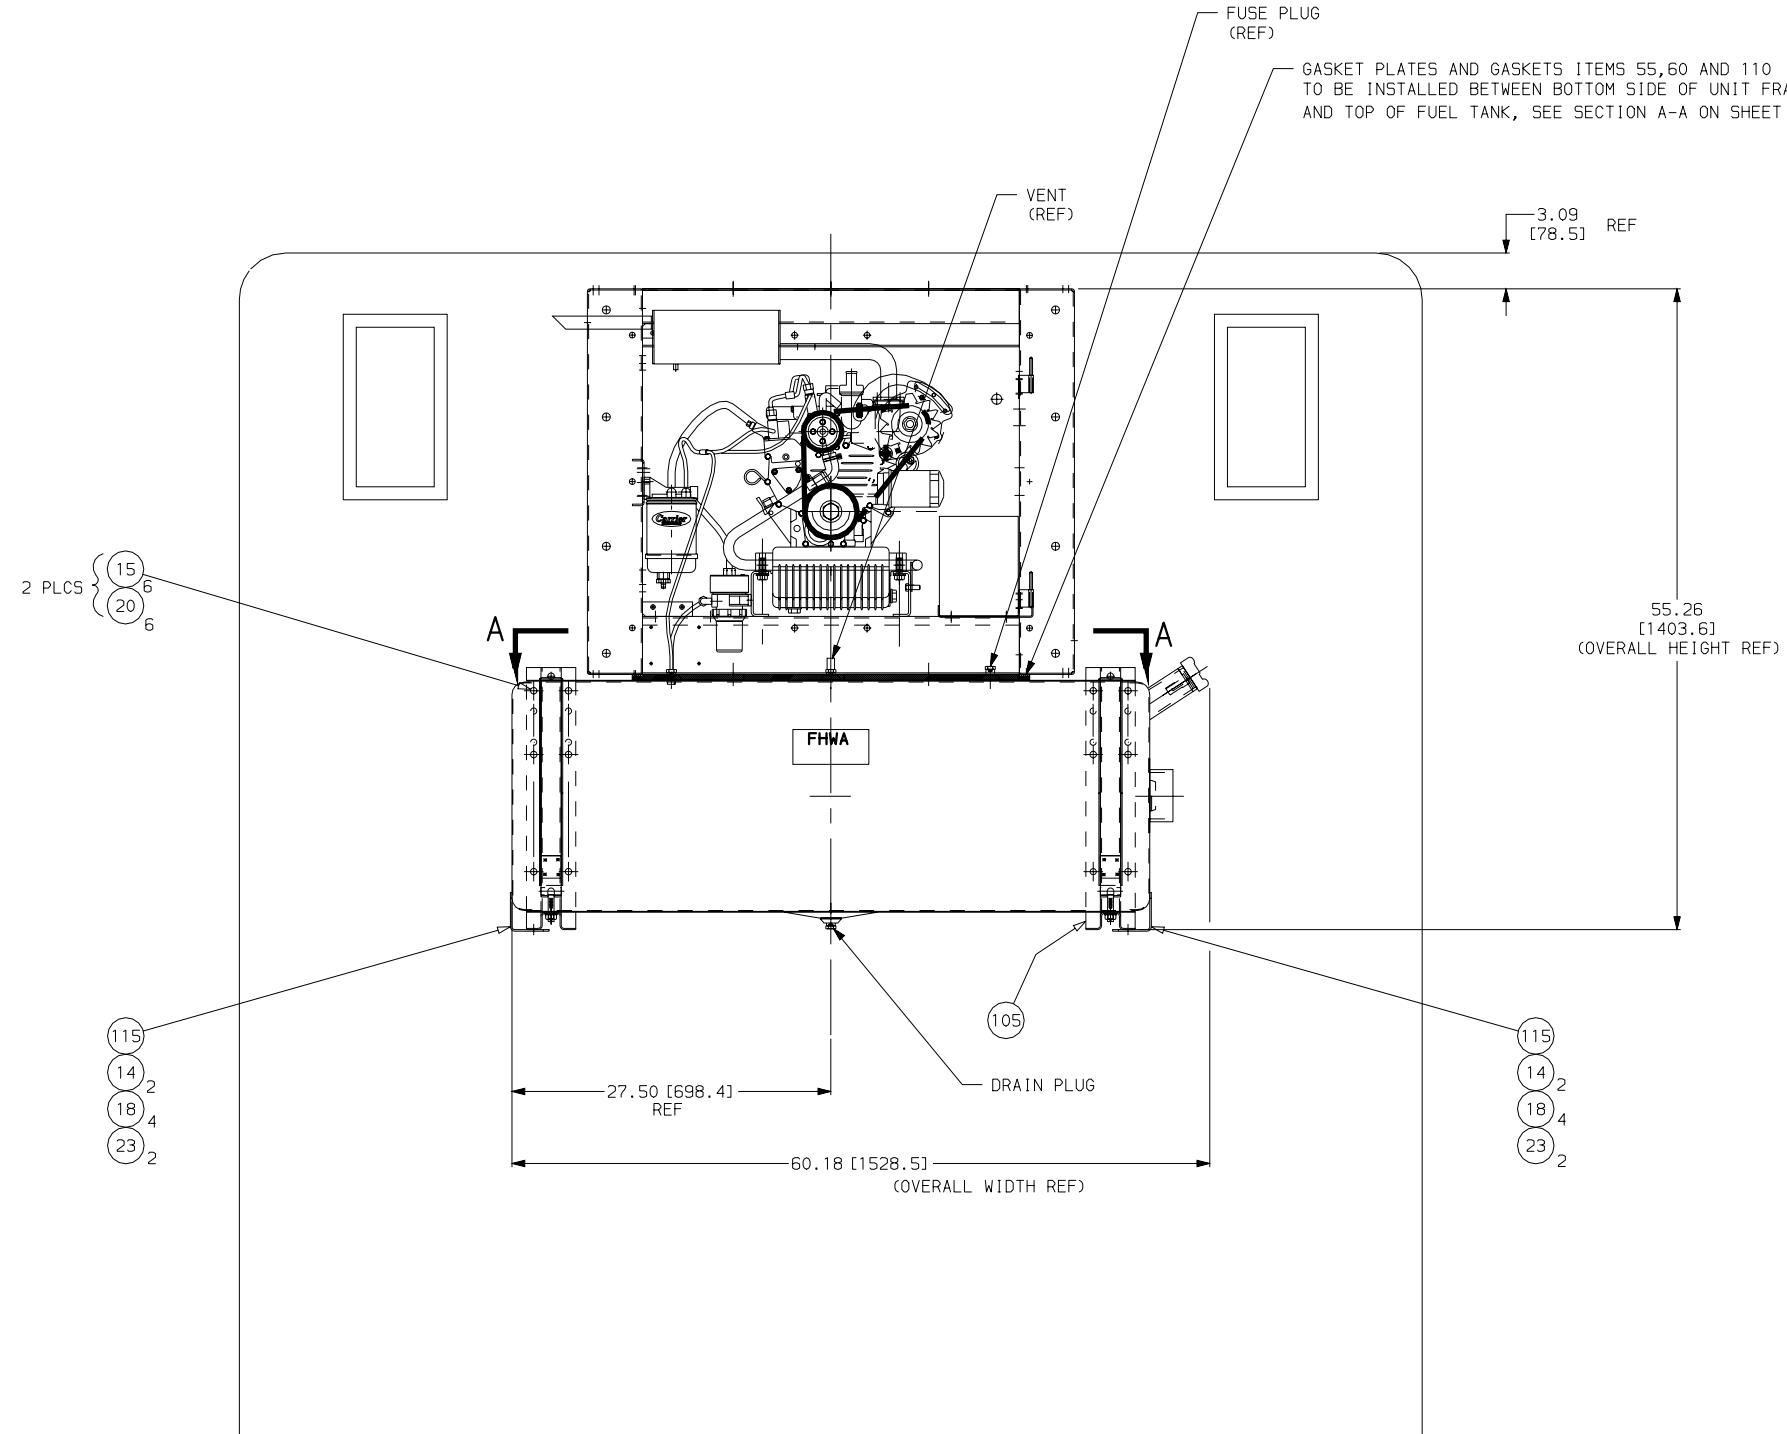 FUSE PLUG
(REF)
GASKET PLATES AND GASKETS ITEMS 55,60 AND 110
TO BE INSTALLED BETWEEN BOTTOM SIDE OF UNIT
AND TOP OF FUEL TANK, SEE SECTION A-A ON SHEET
VENT
(REF)
3.09
[78.5] REF
Carrier
2 PLCS
15
6
20
6
A
A
55.26
[1403.6]
(OVERALL HEIGHT REF)
FHWA
115
14
2
18
4
23
2
105
115
14
2
18
4
23
2
DRAIN PLUG
27.50 [698.4]
REF
60.18 [1528.5]
(OVERALL WIDTH REF)